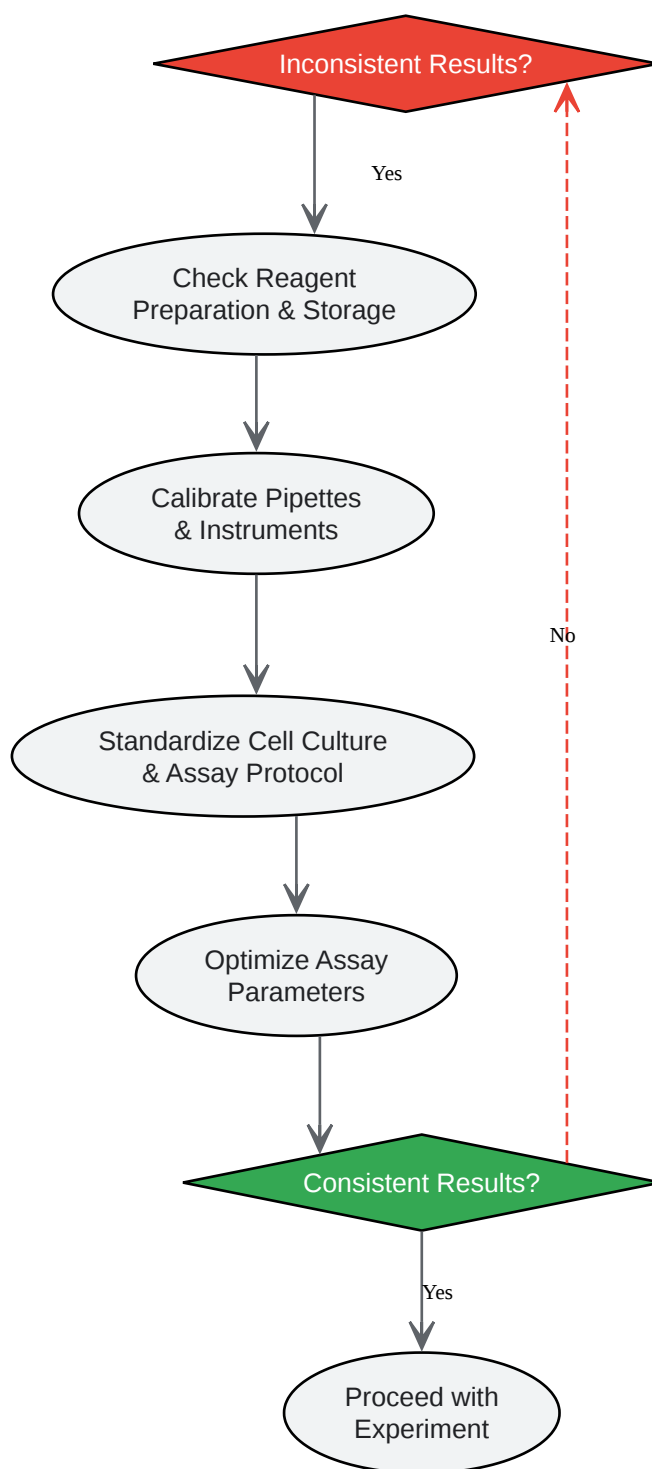 Inconsistent Results?
Yes
Check Reagent
Preparation & Storage
Calibrate Pipettes
& Instruments
No
Standardize Cell Culture
& Assay Protocol
Optimize Assay
Parameters
Consistent Results?
Yes
Proceed with
Experiment